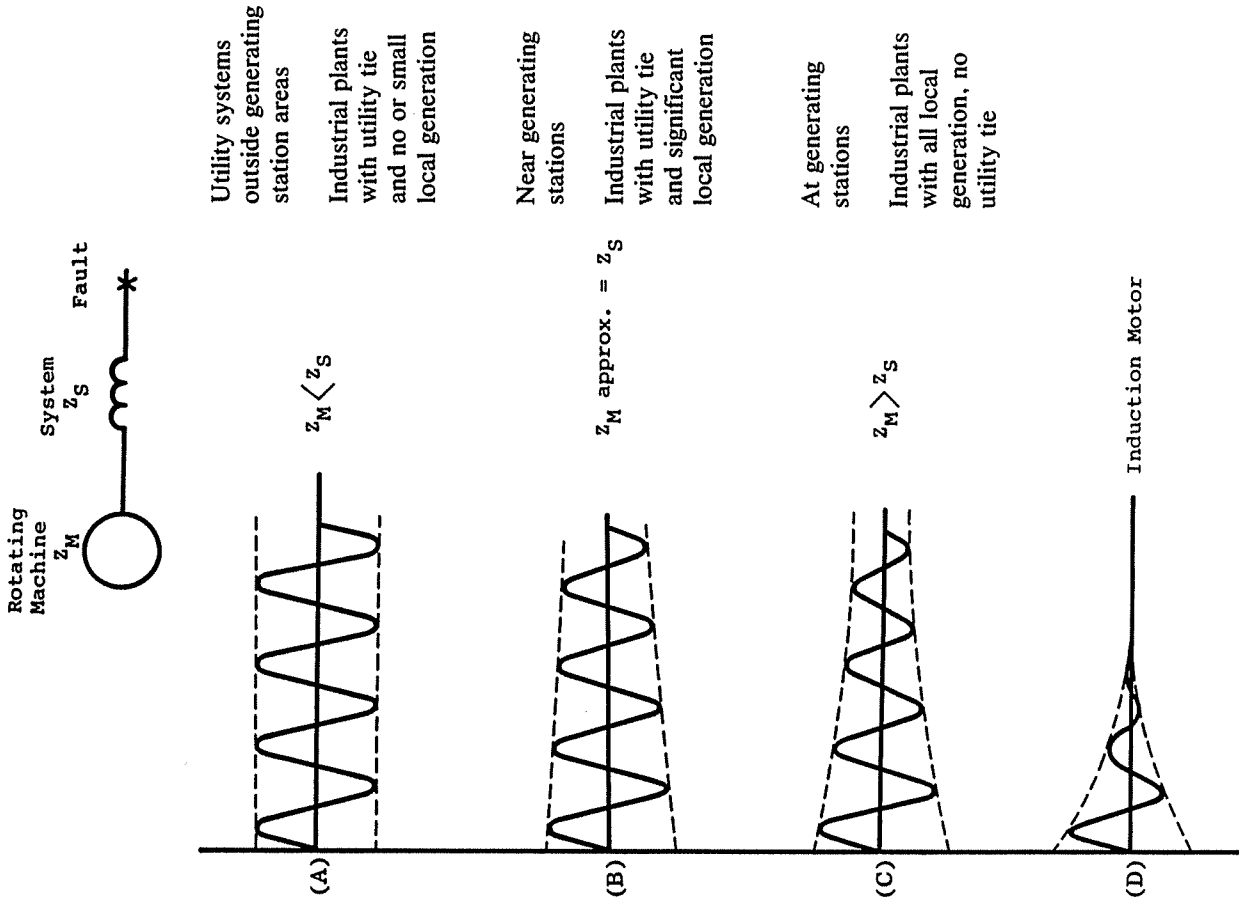 Rotating
Machine
Z_M
System
Z_S
Fault
(A)
Z_M < Z_S
Utility systems
outside generating
station areas
Industrial plants
with utility tie
and no or small
local generation
(B)
Z_M approx. = Z_S
Near generating
stations
Industrial plants
with utility tie
and significant
local generation
(C)
Z_M > Z_S
At generating
stations
Industrial plants
with all local
generation, no
utility tie
(D)
Induction Motor